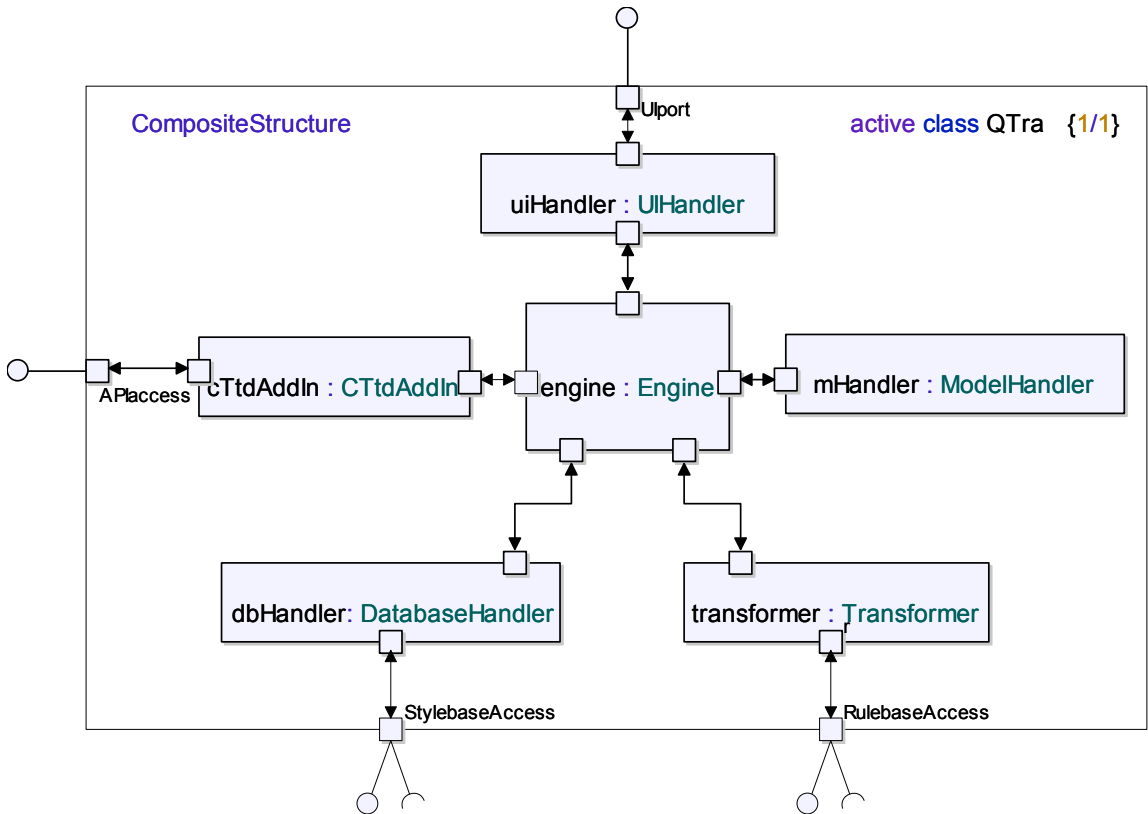 UIport
CompositeStructure
active class QTra {1/1}
uiHandler : UIHandler
cTtdAddIn : CTtdAddIn
engine : Engine
mHandler : ModelHandler
APIaccess
dbHandler: DatabaseHandler
transformer : Transformer
r
StylebaseAccess
RulebaseAccess